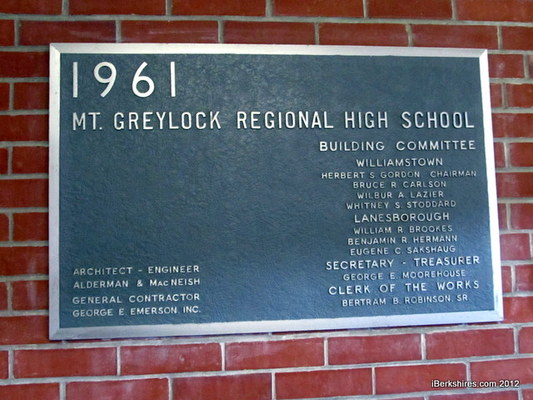 1961
MT. GREYLOCK REGIONAL HIGH SCHOOL
BUILDING COMMITTEE
WILLIAMSTOWN
HERBERT S. GORDON, CHAIRMAN
BRUCE R. CARLSON
WILBUR A. LAZIER
WHITNEY S. STODDARD
LANESBOROUGH
WILLIAM R. BROOKES
BENJAMIN R. HERMANN
EUGENE C. SAKSHAUG
SECRETARY - TREASURER
GEORGE E. MOOREHOUSE
CLERK OF THE WORKS
BERTRAM B. ROBINSON, SR.
ARCHITECT - ENGINEER
ALDERMAN & MACNEISH
GENERAL CONTRACTOR
GEORGE E. EMERSON, INC.
iBerkshires.com 2012